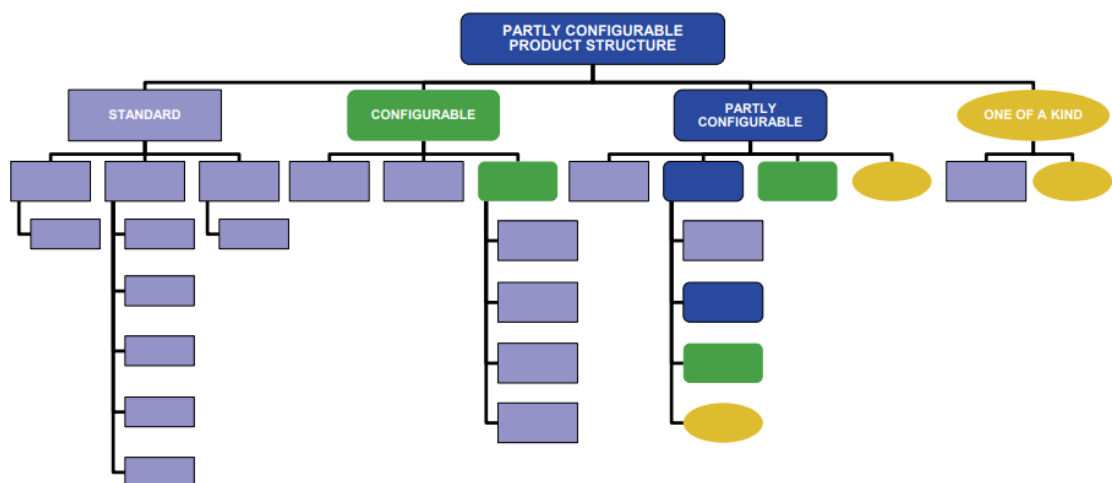 PARTLY CONFIGURABLE
PRODUCT STRUCTURE
STANDARD
CONFIGURABLE
PARTLY
CONFIGURABLE
ONE OF A KIND